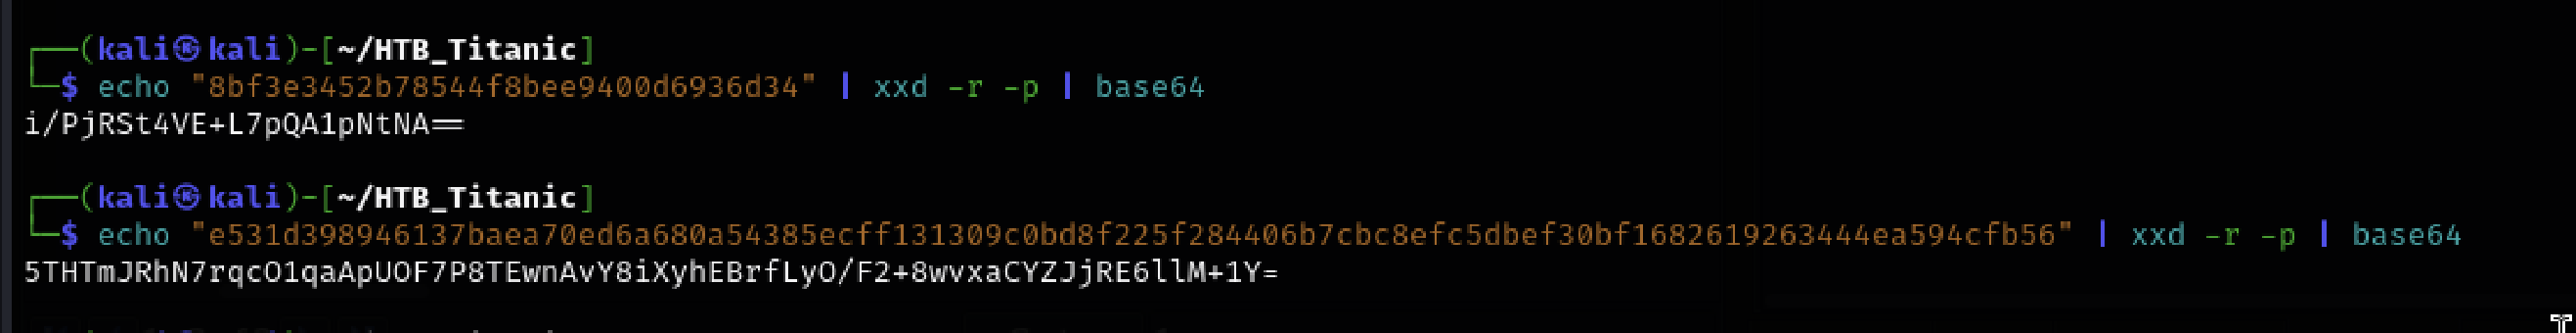 ┌──(kali㉿kali)-[~/HTB_Titanic]
└─$ echo "8bf3e3452b78544f8bee9400d6936d34" | xxd -r -p | base64
i/PjRSt4VE+L7pQA1pNtNA==
┌──(kali㉿kali)-[~/HTB_Titanic]
└─$ echo "e531d398946137baea70ed6a680a54385ecff131309c0bd8f225f284406b7cbc8efc5dbef30bf1682619263444ea594cfb56" | xxd -r -p | base64
5THTmJRhN7rqcO1qaApUOF7P8TEwnAvY8iXyhEBrfLyO/F2+8wvxaCYZJjRE6llM+1Y=